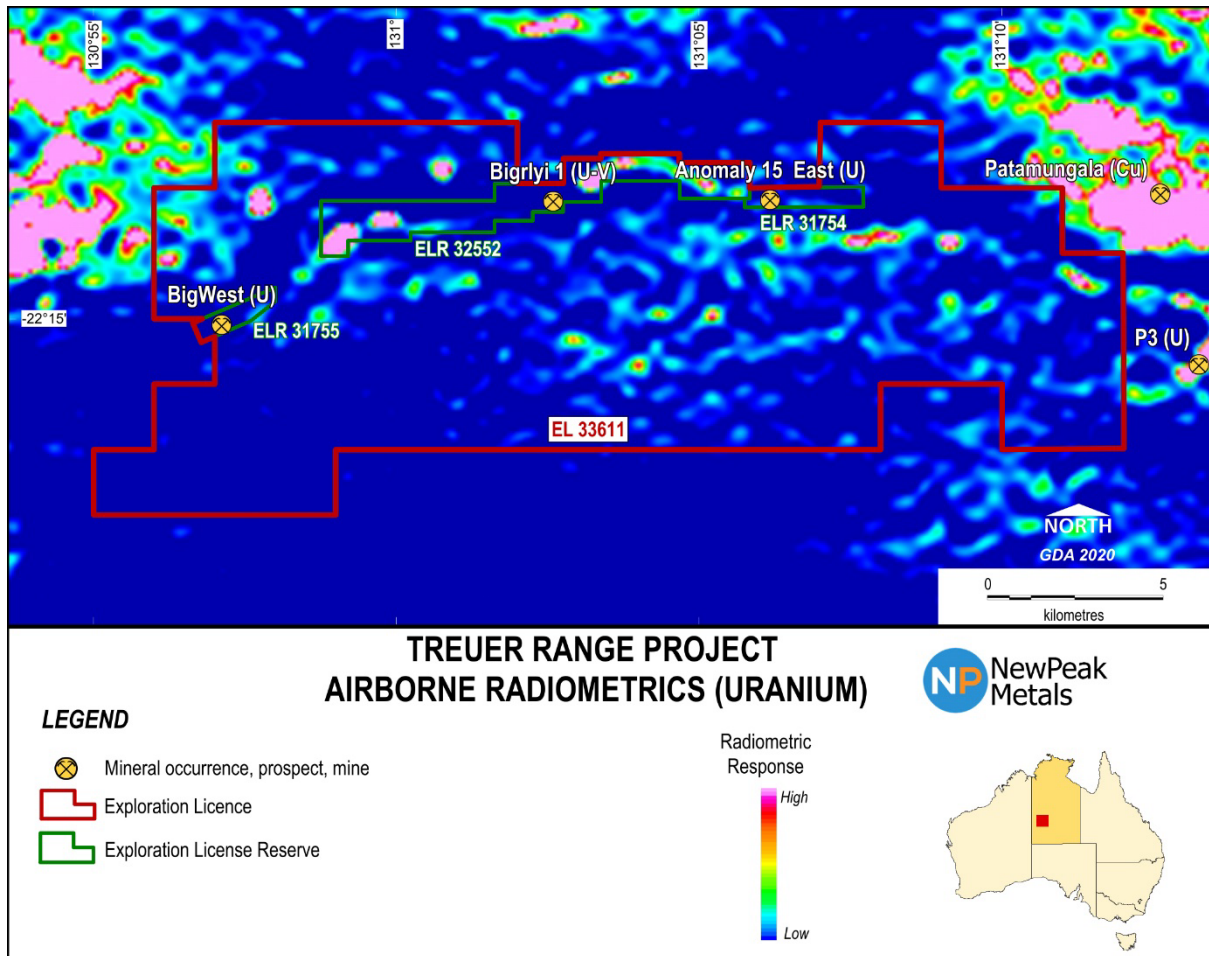 130°55'
131°
131°05'
131°10'
Bigrlyi 1 (U-V)
Anomaly 15 East (U)
Patamungala (Cu)
ELR 31754
ELR 32552
BigWest (U)
-22°15'
ELR 31755
P3 (U)
EL 33611
NORTH
GDA 2020
0 5
kilometres
TREUER RANGE PROJECT
AIRBORNE RADIOMETRICS (URANIUM)
NP NewPeak
Metals
LEGEND
Mineral occurrence, prospect, mine
Exploration Licence
Exploration License Reserve
Radiometric
Response
High
Low